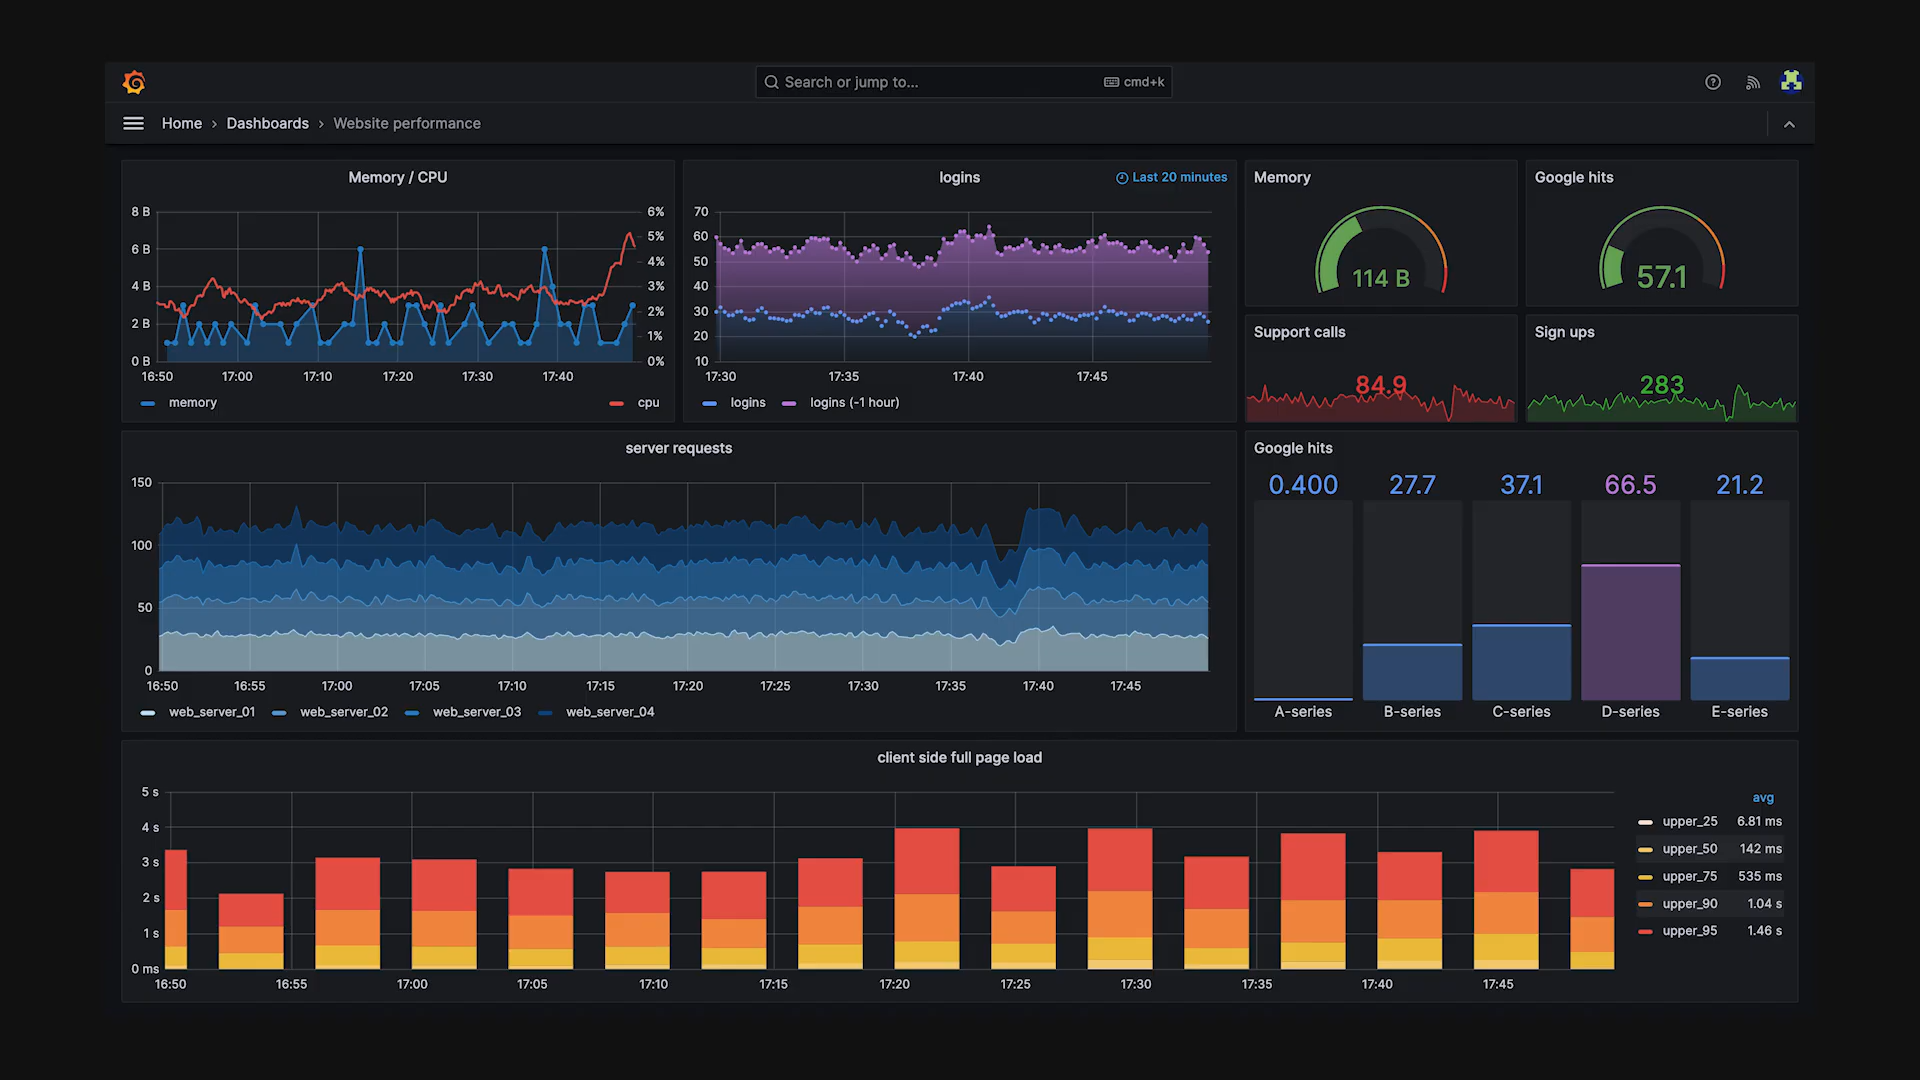 Search or jump to...
cmd+k
Home › Dashboards › Website performance
Memory / CPU
8 B
6 B
4 B
2 B
0 B
6%
5%
4%
3%
2%
1%
0%
16:50 17:00 17:10 17:20 17:30 17:40
memory
cpu
logins
Last 20 minutes
70
60
50
40
30
20
10
17:30 17:35 17:40 17:45
logins logins (-1 hour)
Memory
114 B
Google hits
57.1
Support calls
84.9
Sign ups
283
server requests
150
100
50
0
16:50 16:55 17:00 17:05 17:10 17:15 17:20 17:25 17:30 17:35 17:40 17:45
web_server_01 web_server_02 web_server_03 web_server_04
Google hits
0.400 27.7 37.1 66.5 21.2
A-series B-series C-series D-series E-series
client side full page load
5 s
4 s
3 s
2 s
1 s
0 ms
16:50 16:55 17:00 17:05 17:10 17:15 17:20 17:25 17:30 17:35 17:40 17:45
avg
upper_25 6.81 ms
upper_50 142 ms
upper_75 535 ms
upper_90 1.04 s
upper_95 1.46 s